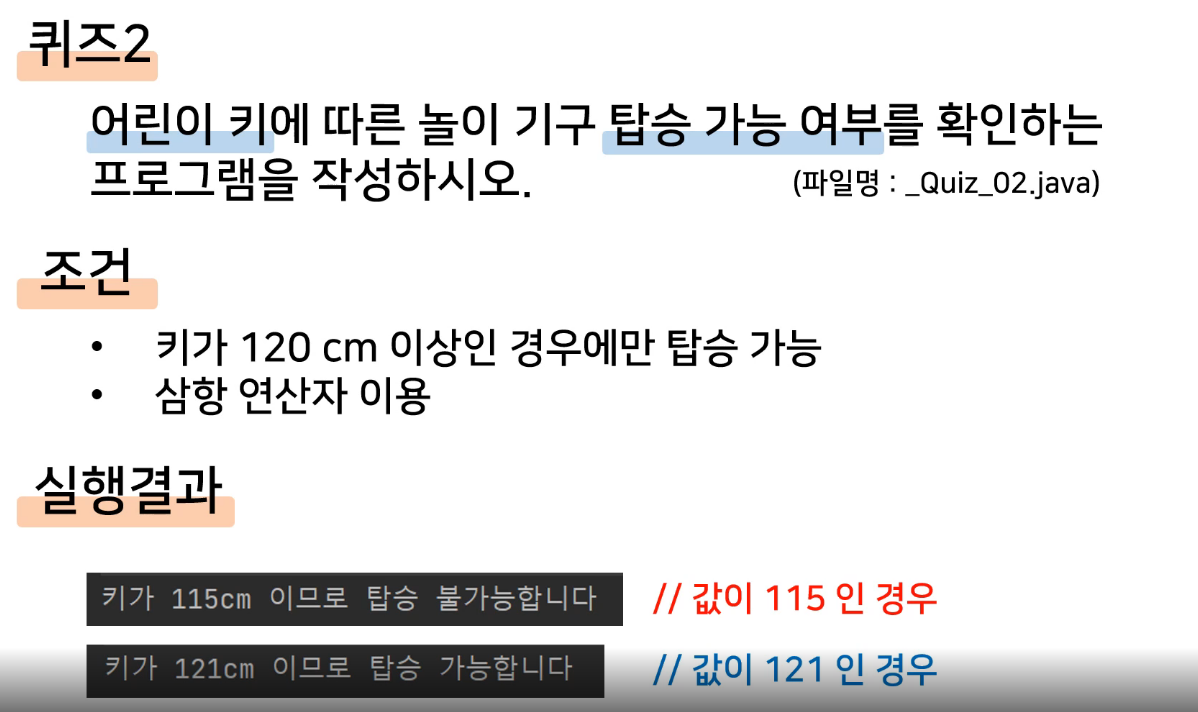 퀴즈2
어린이 키에 따른 놀이 기구 탑승 가능 여부를 확인하는
프로그램을 작성하시오.
(파일명 : _Quiz_02.java)
조건
• 키가 120 cm 이상인 경우에만 탑승 가능
• 삼항 연산자 이용
실행결과
키가 115cm 이므로 탑승 불가능합니다 // 값이 115 인 경우
키가 121cm 이므로 탑승 가능합니다 // 값이 121 인 경우